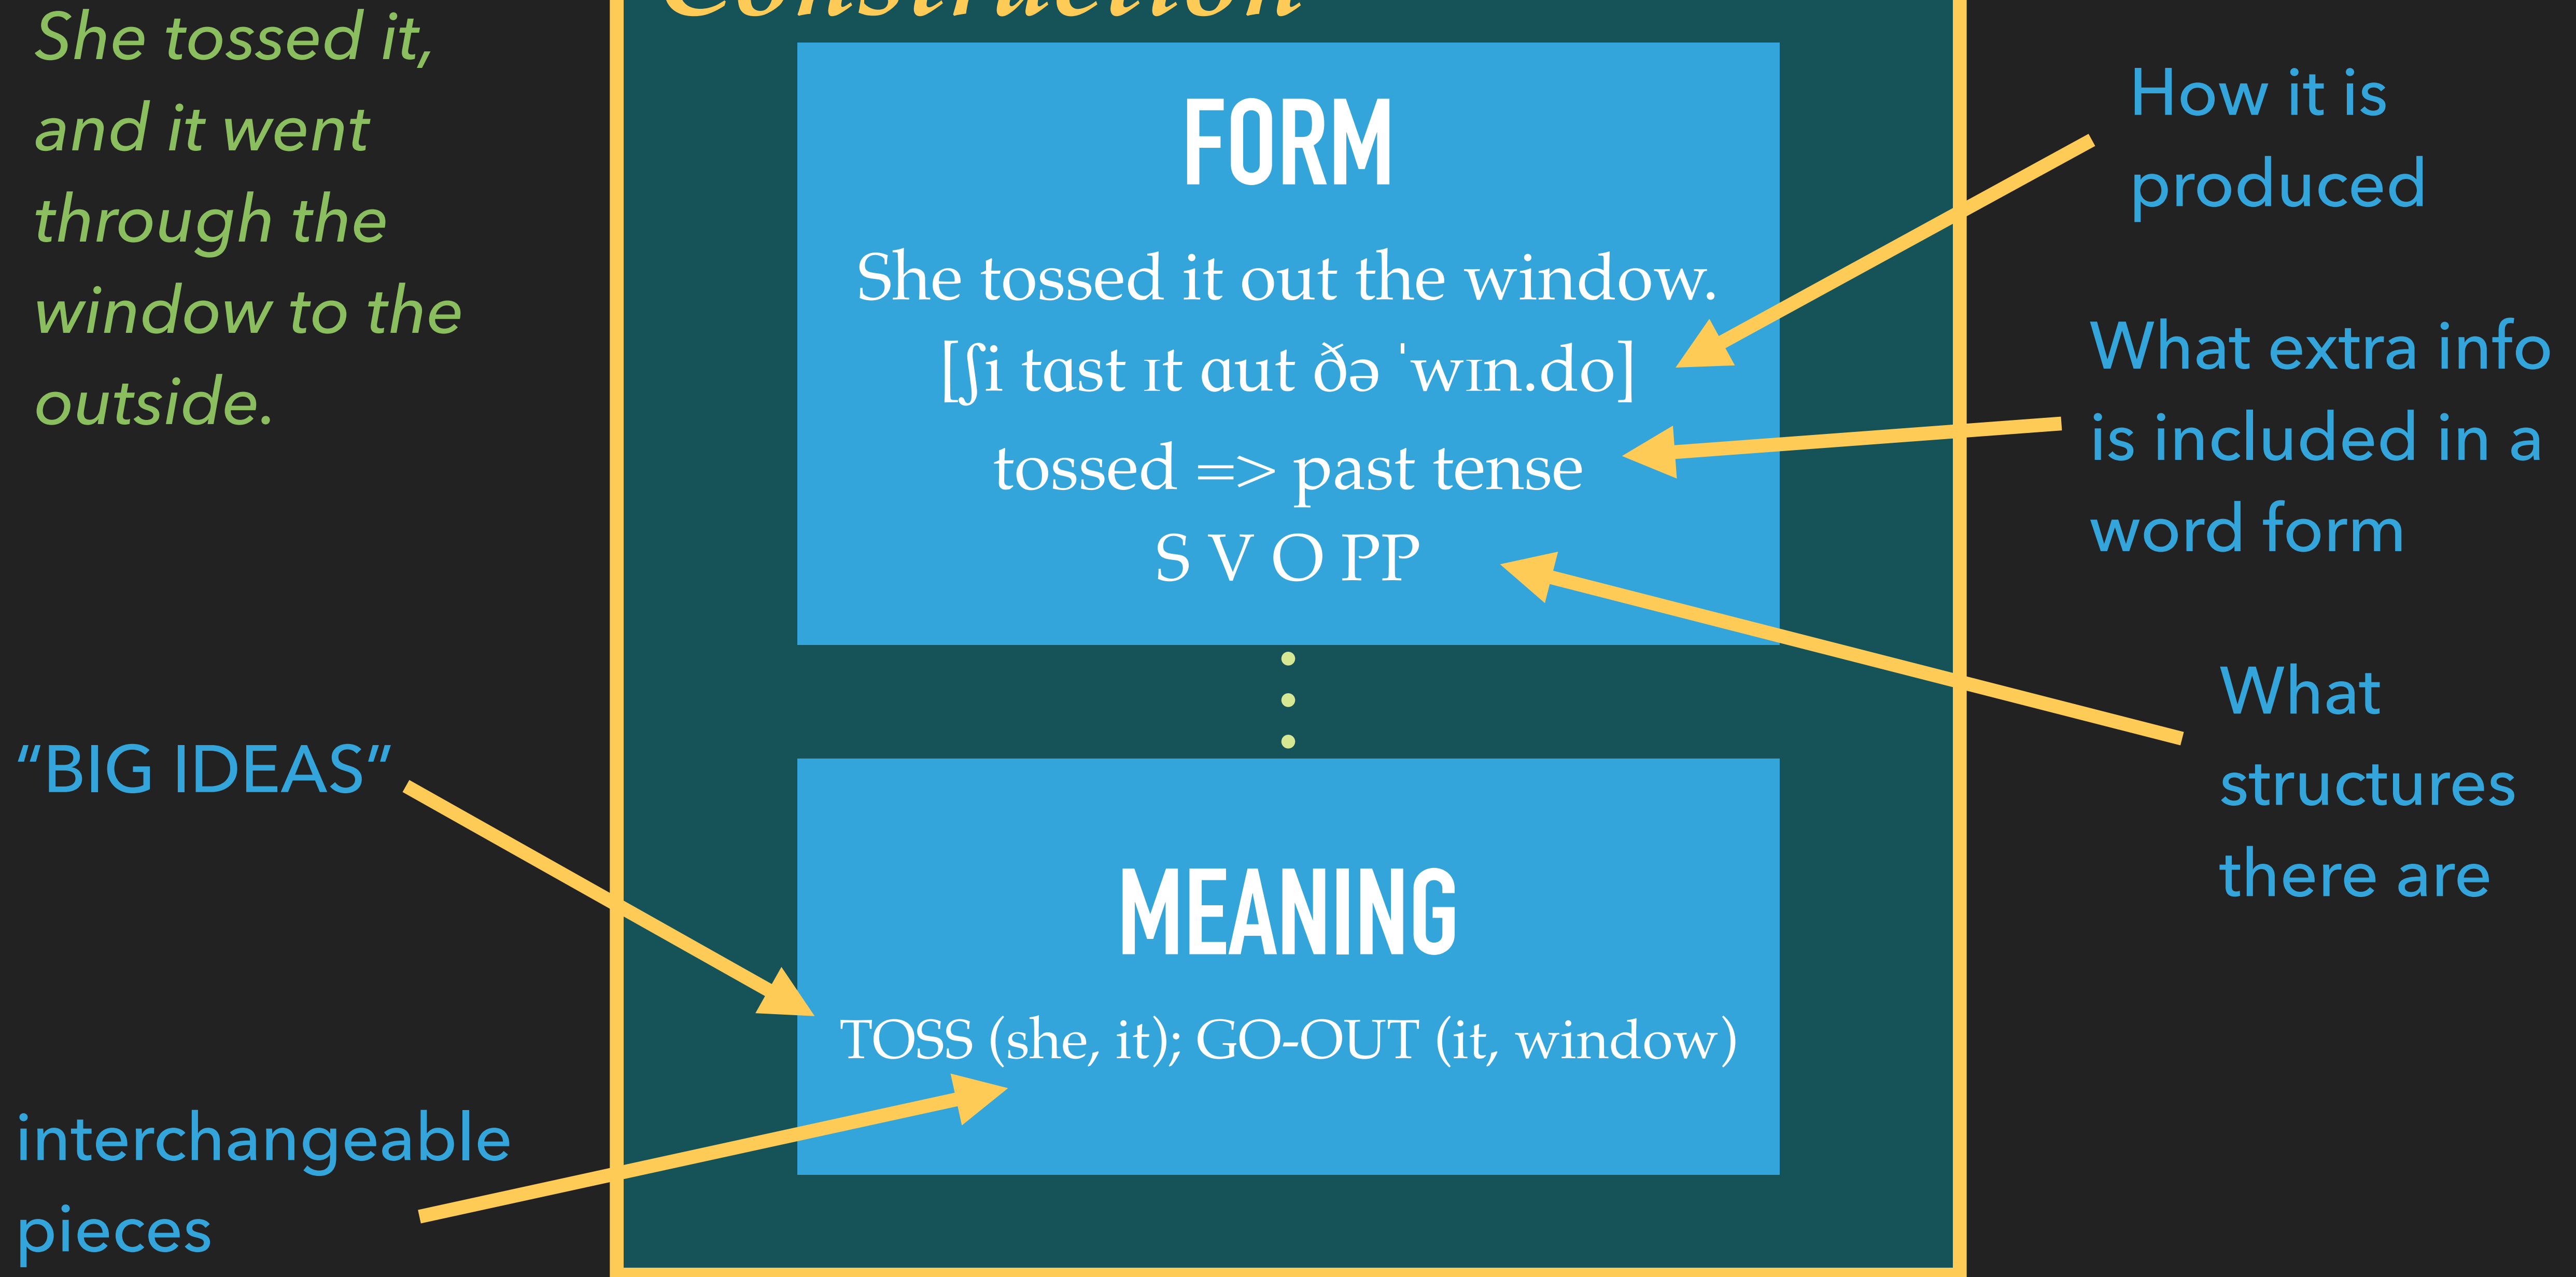 Construction
She tossed it,
and it went
through the
window to the
outside.
"BIG IDEAS"
interchangeable
pieces
FORM
She tossed it out the window.
[ʃi tɑst ɪt ɑut ðə ˈwɪn.do]
tossed => past tense
S V O PP
MEANING
TOSS (she, it); GO-OUT (it, window)
How it is
produced
What extra info
is included in a
word form
What
structures
there are